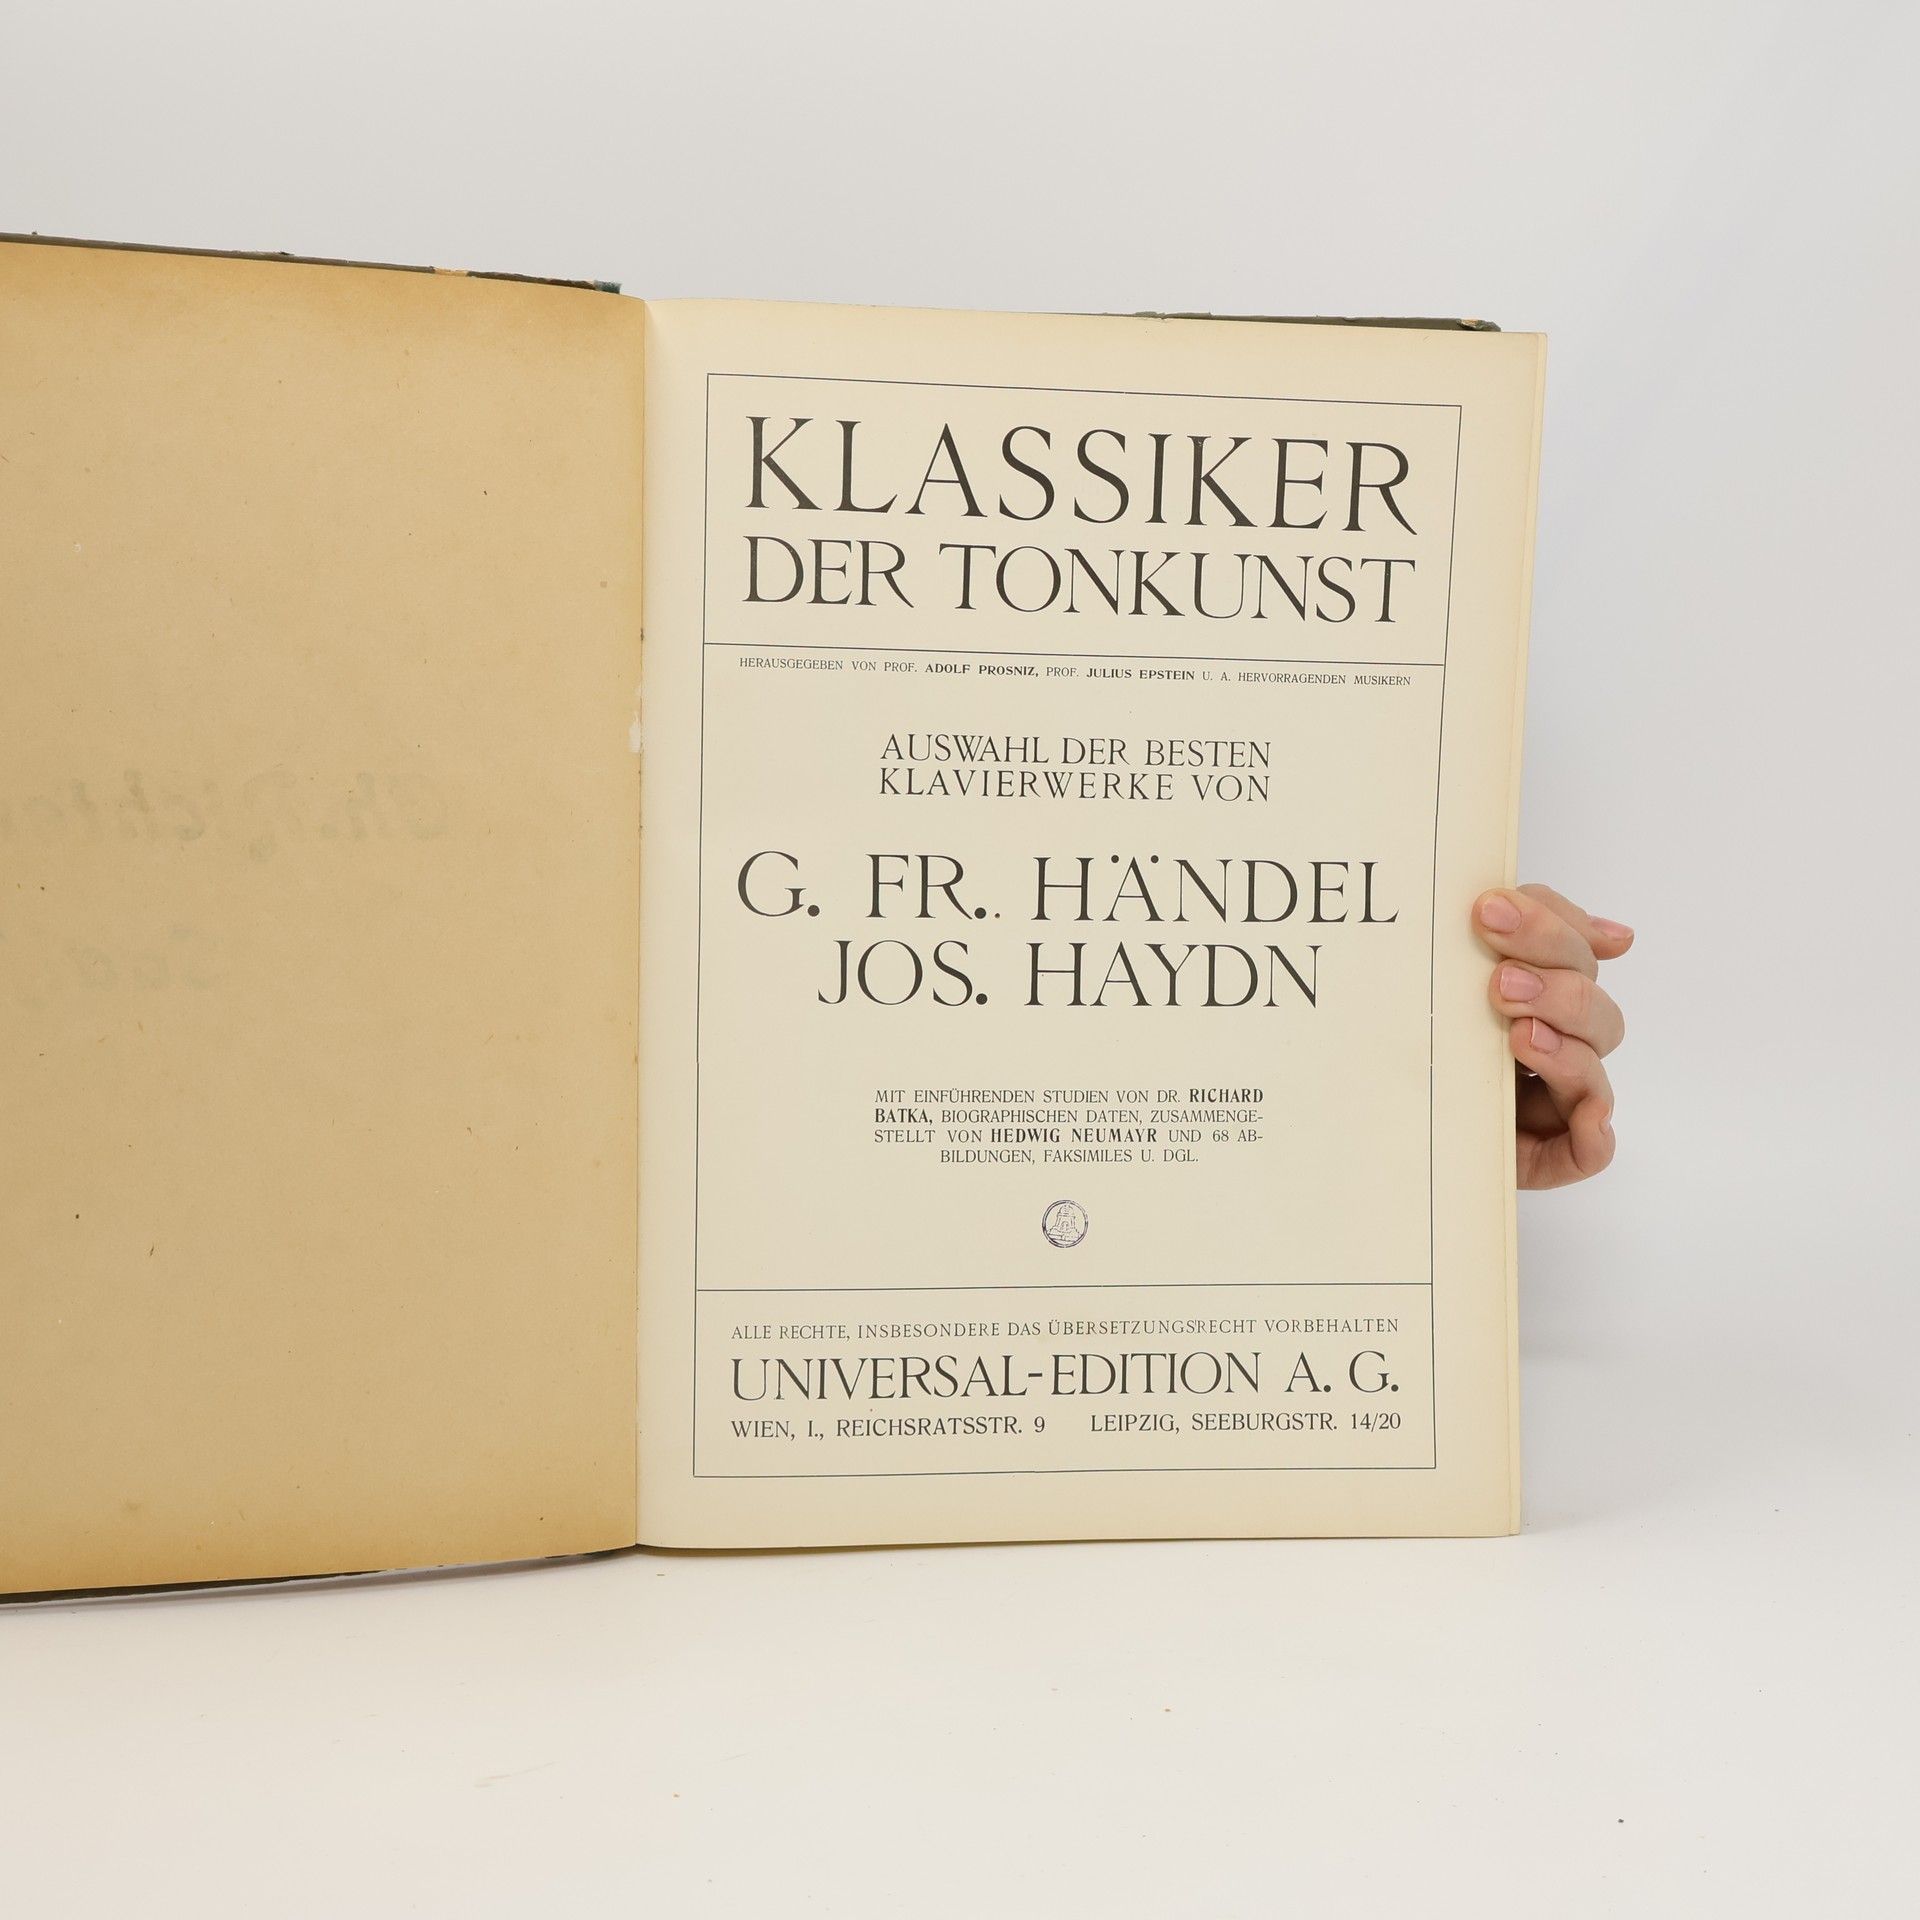 KLASSIKER
DER TONKUNST
HERAUSGEGEBEN VON PROF. ADOLF PROSNIZ, PROF. JULIUS EPSTEIN U. A. HERVORRAGENDEN MUSIKERN
AUSWAHL DER BESTEN
KLAVIERWERKE VON
G. FR. HÄNDEL
JOS. HAYDN
MIT EINFÜHRENDEN STUDIEN VON DR. RICHARD
BATKA, BIOGRAPHISCHEN DATEN, ZUSAMMENGE-
STELLT VON HEDWIG NEUMAYR UND 68 AB-
BILDUNGEN, FAKSIMILES U. DGL.
ALLE RECHTE, INSBESONDERE DAS ÜBERSETZUNGSRECHT VORBEHALTEN
UNIVERSAL-EDITION A. G.
WIEN, I., REICHSRATSSTR. 9 LEIPZIG, SEEBURGSTR. 14/20